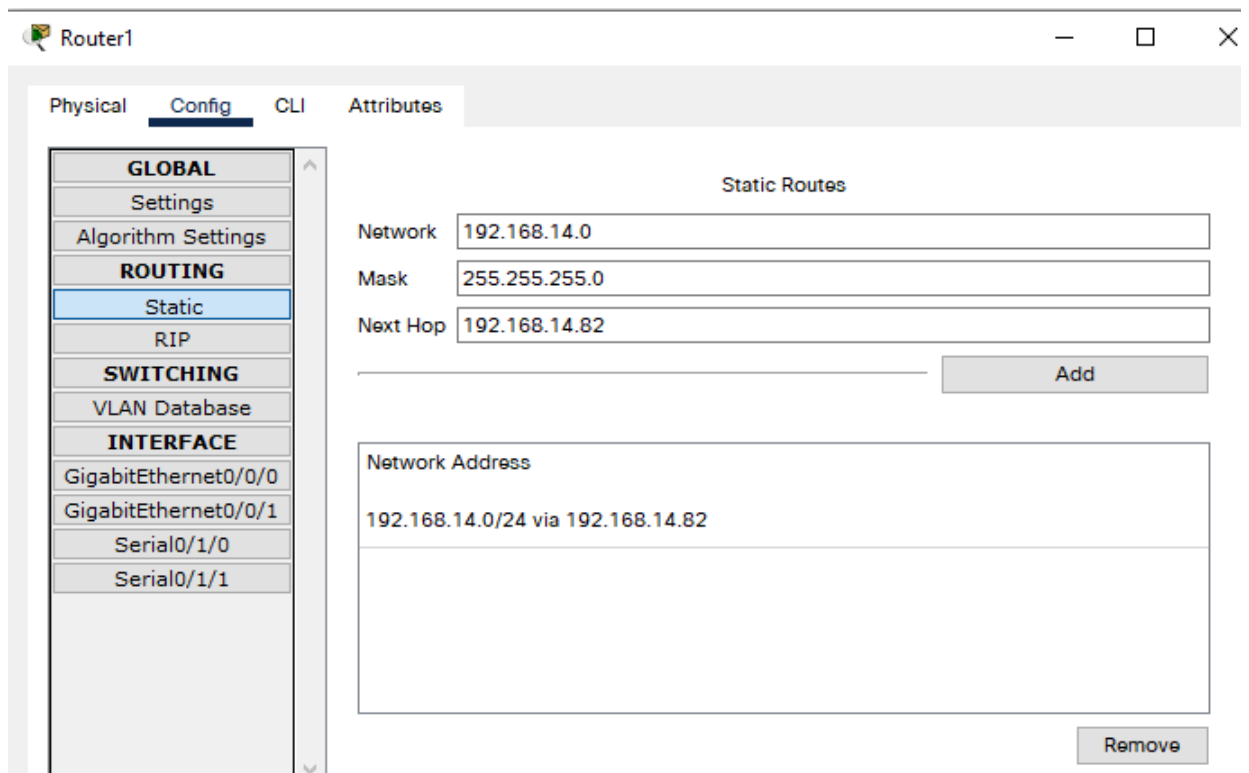 Router1
Physical Config CLI Attributes
GLOBAL
Settings
Algorithm Settings
ROUTING
Static
RIP
SWITCHING
VLAN Database
INTERFACE
GigabitEthernet0/0/0
GigabitEthernet0/0/1
Serial0/1/0
Serial0/1/1
Static Routes
Network 192.168.14.0
Mask 255.255.255.0
Next Hop 192.168.14.82
Add
Network Address
192.168.14.0/24 via 192.168.14.82
Remove